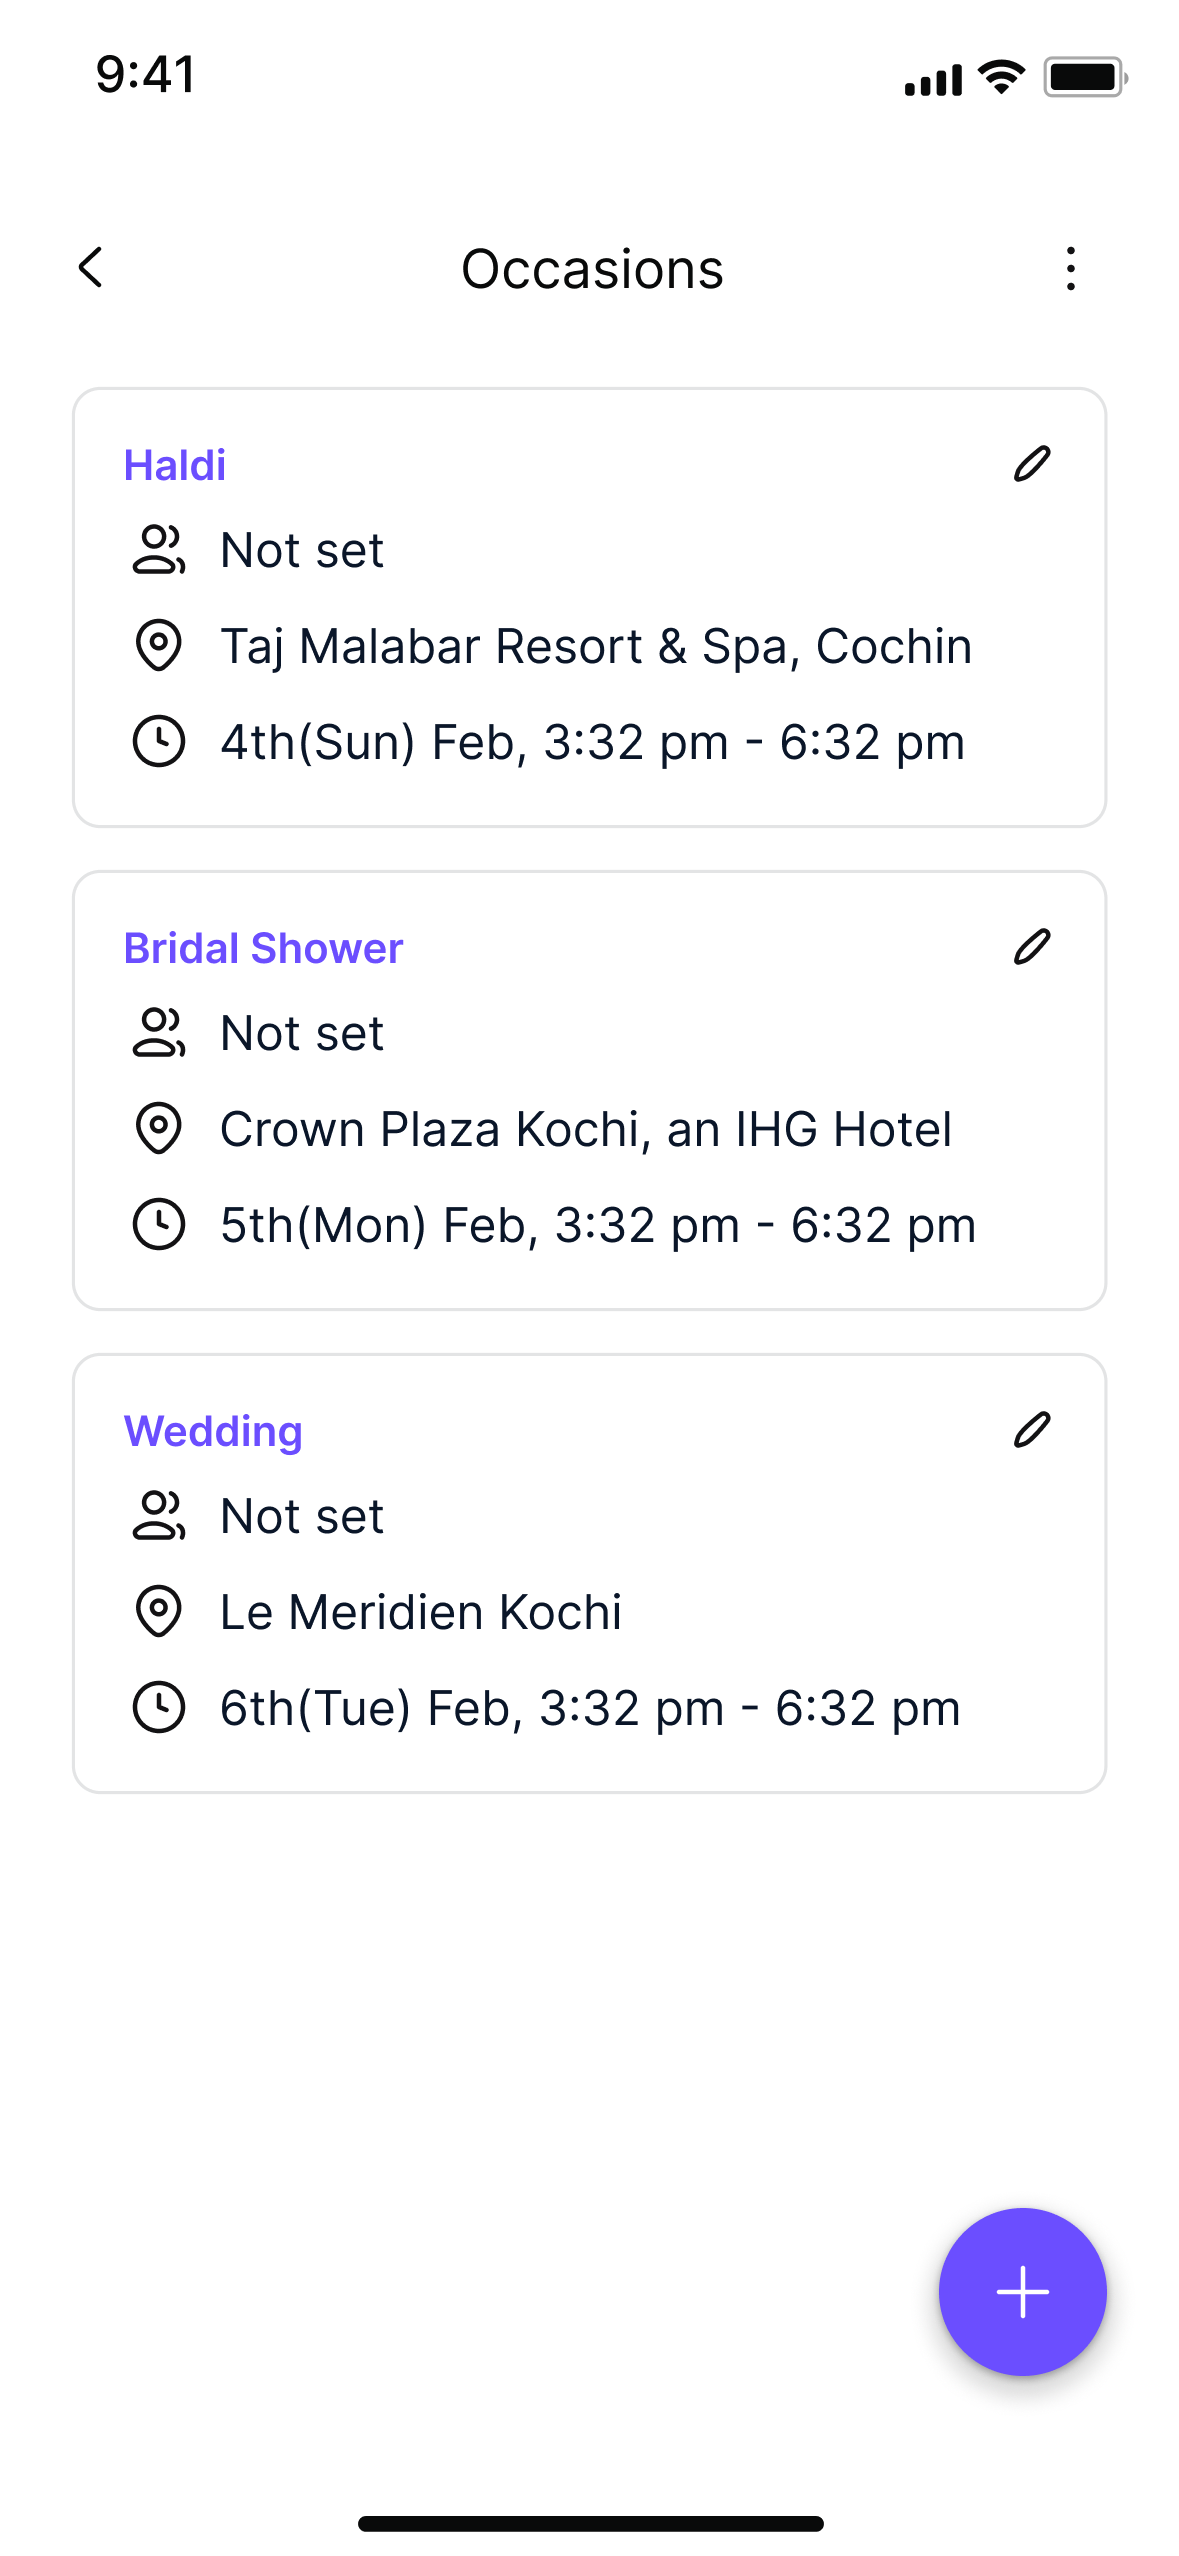 9:41
Occasions
Haldi
Not set
Taj Malabar Resort & Spa, Cochin
4th(Sun) Feb, 3:32 pm - 6:32 pm
Bridal Shower
Not set
Crown Plaza Kochi, an IHG Hotel
5th(Mon) Feb, 3:32 pm - 6:32 pm
Wedding
Not set
Le Meridien Kochi
6th(Tue) Feb, 3:32 pm - 6:32 pm